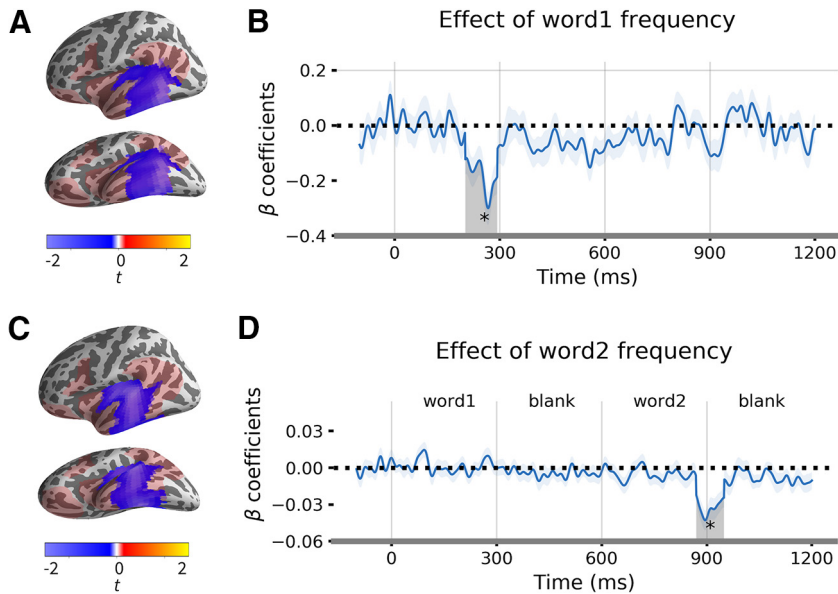 A
B
Effect of word1 frequency
β coefficients
0.2
0.0
−0.2
−0.4
*
0 300 600 900 1200
Time (ms)
-2 0 2
t
C
D
Effect of word2 frequency
word1 blank word2 blank
β coefficients
0.03
0.00
−0.03
−0.06
*
0 300 600 900 1200
Time (ms)
-2 0 2
t